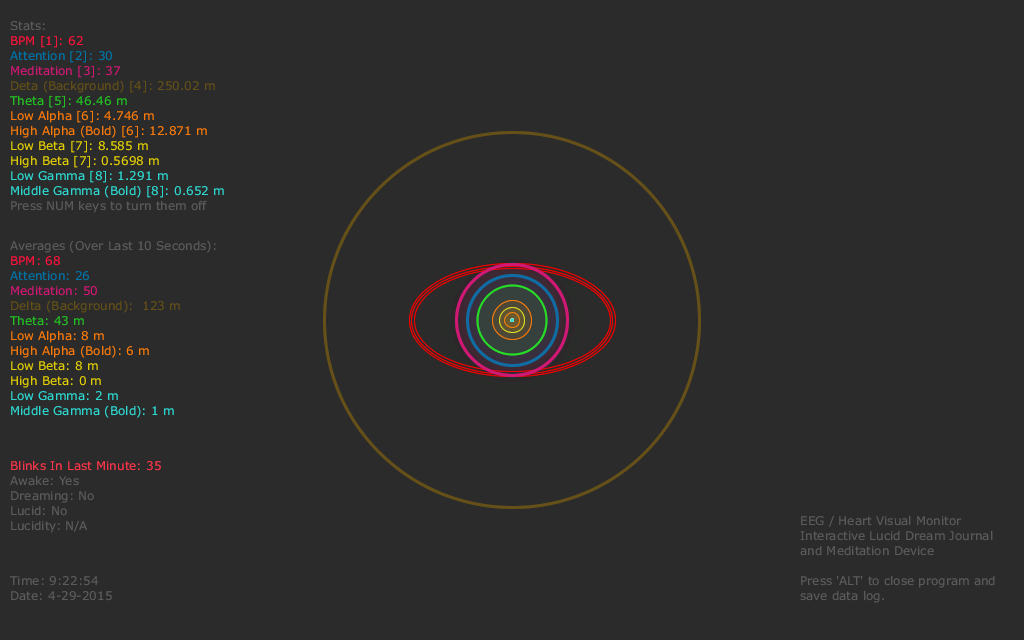 Stats:
BPM [1]: 62
Attention [2]: 30
Meditation [3]: 37
Deta (Background) [4]: 250.02 m
Theta [5]: 46.46 m
Low Alpha [6]: 4.746 m
High Alpha (Bold) [6]: 12.871 m
Low Beta [7]: 8.585 m
High Beta [7]: 0.5698 m
Low Gamma [8]: 1.291 m
Middle Gamma (Bold) [8]: 0.652 m
Press NUM keys to turn them off
Averages (Over Last 10 Seconds):
BPM: 68
Attention: 26
Meditation: 50
Delta (Background):  123 m
Theta: 43 m
Low Alpha: 8 m
High Alpha (Bold): 6 m
Low Beta: 8 m
High Beta: 0 m
Low Gamma: 2 m
Middle Gamma (Bold): 1 m
Blinks In Last Minute: 35
Awake: Yes
Dreaming: No
Lucid: No
Lucidity: N/A
Time: 9:22:54
Date: 4-29-2015
EEG / Heart Visual Monitor
Interactive Lucid Dream Journal
and Meditation Device
Press 'ALT' to close program and
save data log.